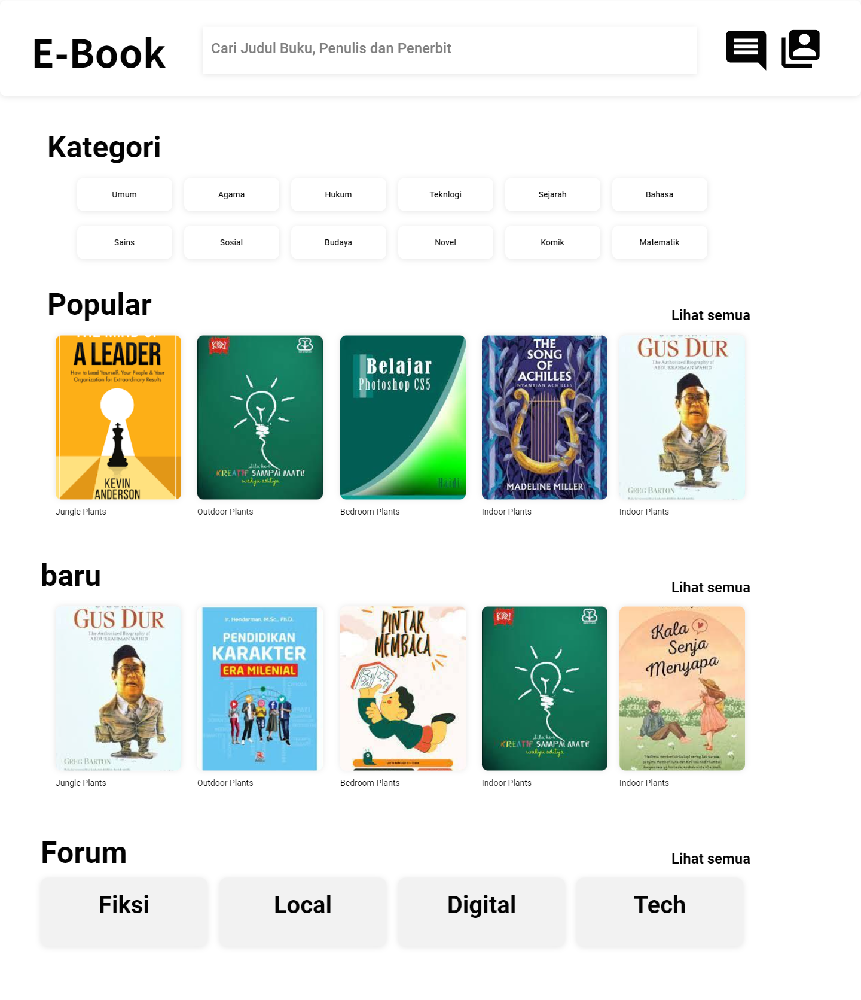 E-Book
Cari Judul Buku, Penulis dan Penerbit
Kategori
Umum
Agama
Hukum
Teknlogi
Sejarah
Bahasa
Sains
Sosial
Budaya
Novel
Komik
Matematik
Popular
Lihat semua
A LEADER
How to Lead Yourself, Your People & Your
Organization for Extraordinary Results
KEVIN
ANDERSON
Jungle Plants
Gila ke-6
KREATIF SAMPAI MATI!
wahyu aditya
Outdoor Plants
Belajar
Photoshop CS5
Haidi
Bedroom Plants
THE
SONG
OF
ACHILLES
NYANYIAN ACHILLES
MADELINE MILLER
Indoor Plants
GUS DUR
The Authorized Biography of
ABDURRAHMAN WAHID
GREG BARTON
Indoor Plants
baru
Lihat semua
GUS DUR
The Authorized Biography of
ABDURRAHMAN WAHID
GREG BARTON
Jungle Plants
Ir. Hendarman, M.Sc., Ph.D.
PENDIDIKAN
KARAKTER
ERA MILENIAL
Outdoor Plants
PINTAR
MEMBACA
Bedroom Plants
Gila ke-6
KREATIF SAMPAI MATI!
wahyu aditya
Indoor Plants
Kala
Senja
Menyapa
Indoor Plants
Forum
Lihat semua
Fiksi
Local
Digital
Tech